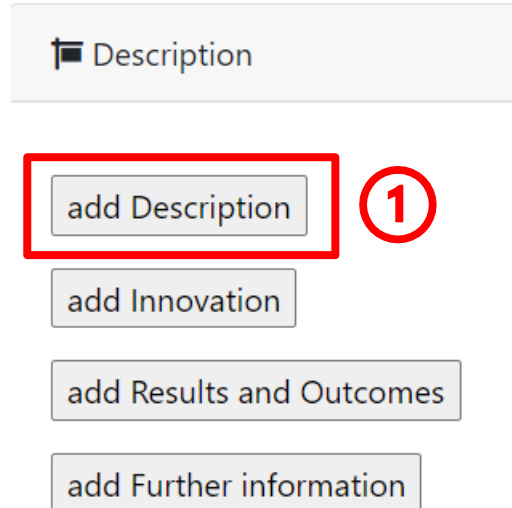 Description
add Description
1
add Innovation
add Results and Outcomes
add Further information